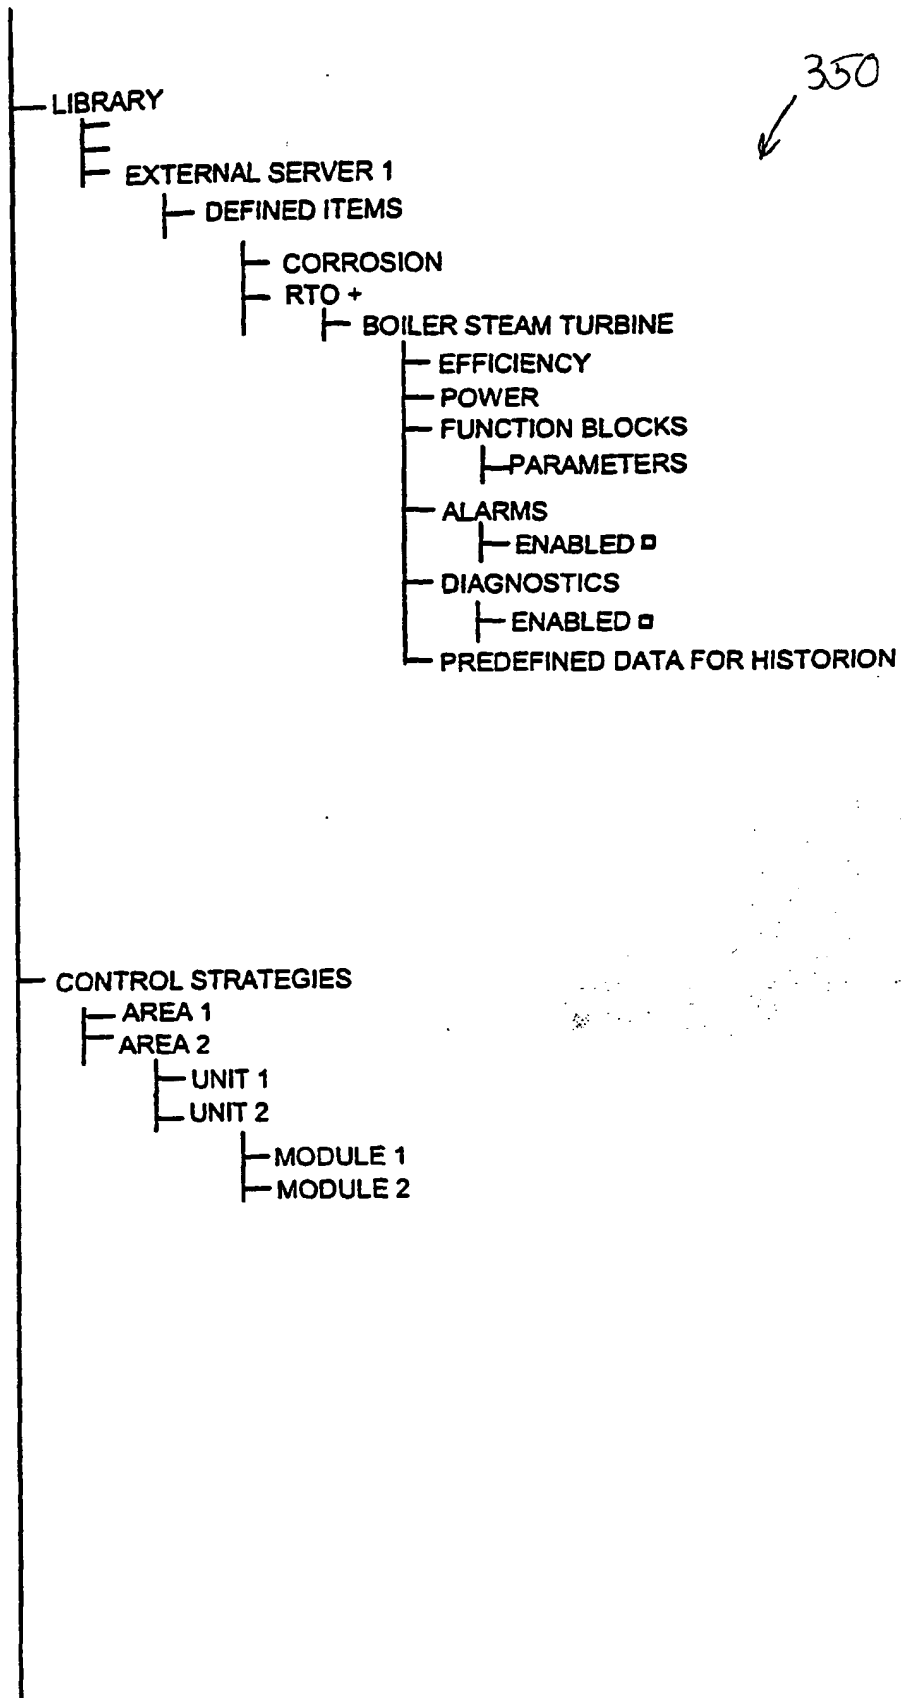 350
LIBRARY
EXTERNAL SERVER 1
DEFINED ITEMS
CORROSION
RTO +
BOILER STEAM TURBINE
EFFICIENCY
POWER
FUNCTION BLOCKS
PARAMETERS
ALARMS
ENABLED
DIAGNOSTICS
ENABLED
PREDEFINED DATA FOR HISTORION
CONTROL STRATEGIES
AREA 1
AREA 2
UNIT 1
UNIT 2
MODULE 1
MODULE 2